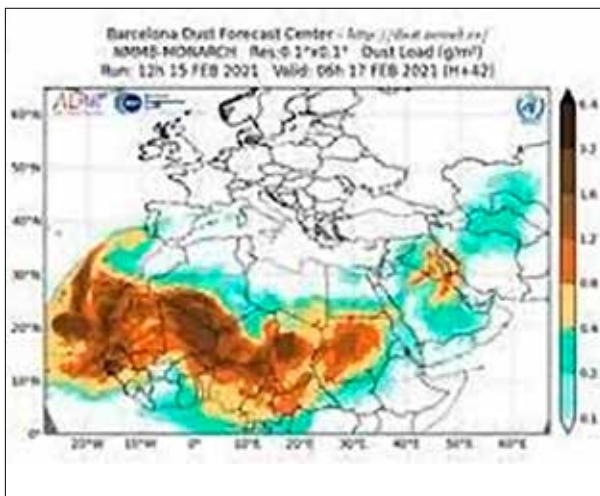 Barcelona Dust Forecast Center - http://dust.aemet.es/
NMMB-MONARCH Res:0.1°x0.1° Dust Load (g/m²)
Run: 12h 15 FEB 2021 Valid: 06h 17 FEB 2021 (H+42)
60°N
50°N
40°N
30°N
20°N
10°N
0°
20°W 10°W 0° 10°E 20°E 30°E 40°E 50°E 60°E
6.4
3.2
1.6
1.2
0.8
0.4
0.2
0.1